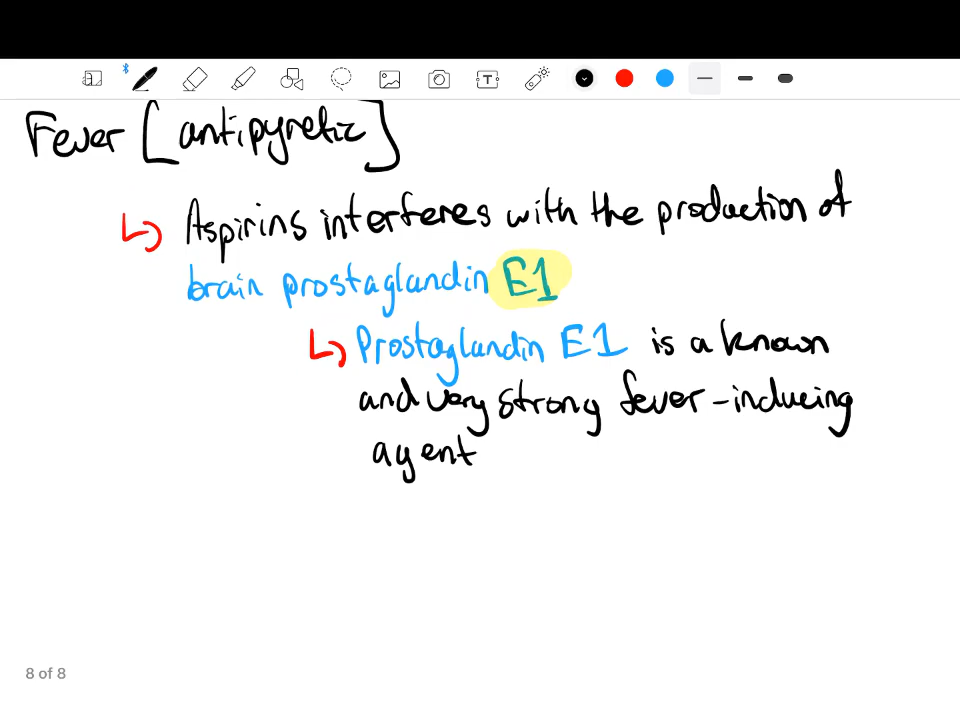 Fever [antipyretic]
Aspirins interferes with the production of
brain prostaglandin E1
Prostaglandin E1 is a known
and very strong fever-inducing
agent
8 of 8